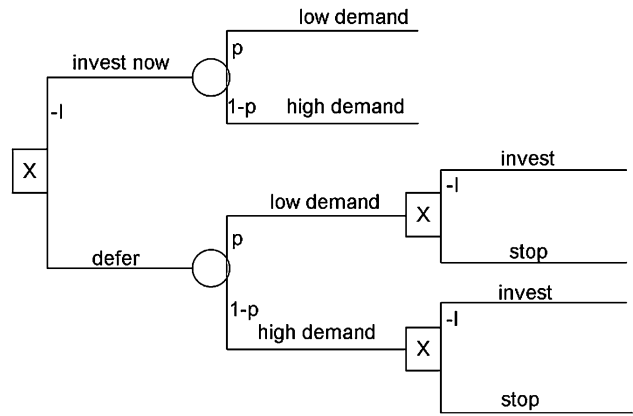 low demand
invest now
p
-I
1-p
high demand
X
invest
low demand
-I
X
p
defer
stop
invest
1-p
-I
high demand
X
stop